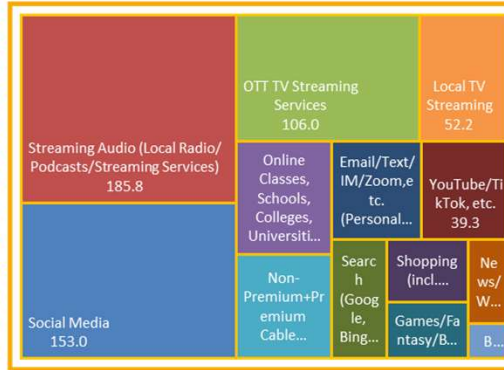 Streaming Audio (Local Radio/
Podcasts/Streaming Services)
185.8
Social Media
153.0
OTT TV Streaming
Services
106.0
Local TV
Streaming
52.2
Online
Classes,
Schools,
Colleges,
Universiti...
Email/Text/
IM/Zoom,e
tc.
(Personal...
YouTube/Ti
kTok, etc.
39.3
Non-
Premium+Pr
emium
Cable...
Searc
h
(Goog
le,
Bing...
Shopping
(incl....
Games/Fa
ntasy/B...
Ne
ws/
W...
B...